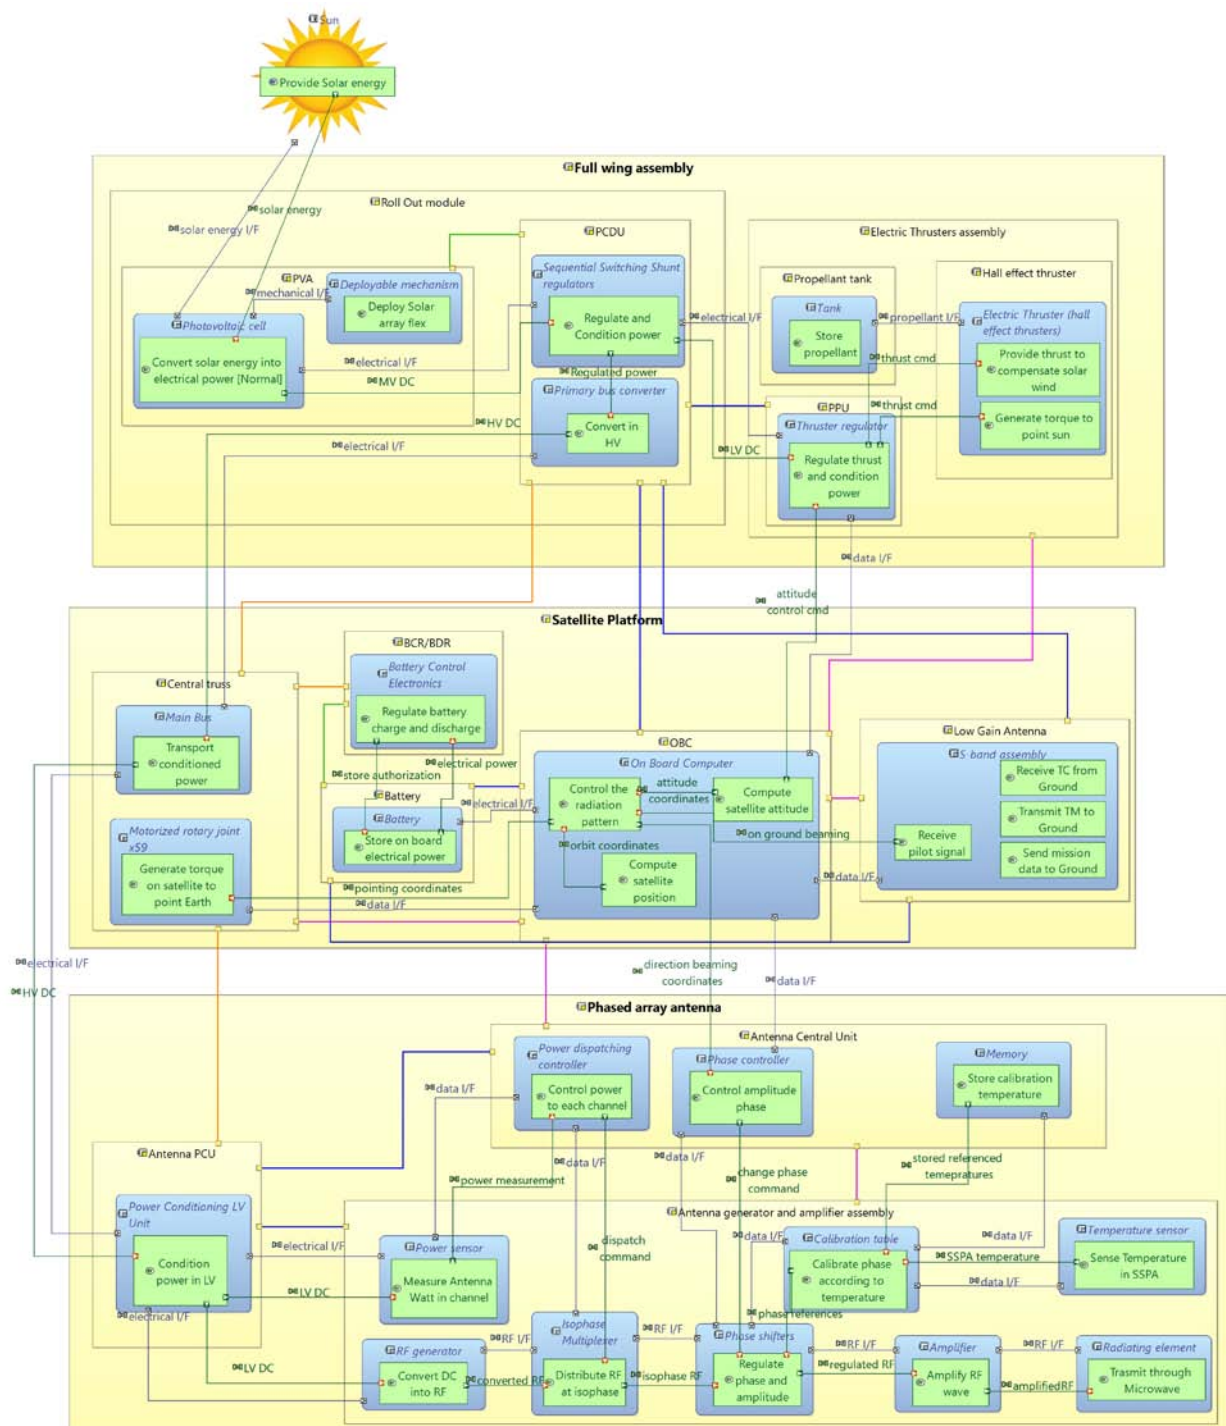 Sun
Provide Solar energy
Full wing assembly
Roll Out module
solar energy
solar energy I/F
PCDU
Electric Thrusters assembly
PVA
mechanical I/F
Deployable mechanism
Deploy Solar
array flex
Sequential Switching Shunt
regulators
Regulate and
Condition power
Propellant tank
Hall effect thruster
Tank
Store
propellant
propellant I/F
Electric Thruster (hall
effect thrusters)
Provide thrust to
compensate solar
wind
Generate torque to
point sun
thrust cmd
thrust cmd
Photovoltaic cell
Convert solar energy into
electrical power [Normal]
electrical I/F
MV DC
electrical I/F
Regulated power
Primary bus converter
Convert in
HV
HV DC
electrical I/F
LV DC
PPU
Thruster regulator
Regulate thrust
and condition
power
data I/F
attitude
control cmd
Satellite Platform
BCR/BDR
Battery Control
Electronics
Regulate battery
charge and discharge
Central truss
Main Bus
Transport
conditioned
power
store authorization
electrical power
Battery
Battery
Store on board
electrical power
electrical I/F
OBC
On Board Computer
Control the
radiation
pattern
attitude
coordinates
Compute
satellite attitude
orbit coordinates
Compute
satellite
position
on ground beaming
Low Gain Antenna
S-band assembly
Receive TC from
Ground
Transmit TM to
Ground
Receive
pilot signal
Send mission
data to Ground
data I/F
Motorized rotary joint
x59
Generate torque
on satellite to
point Earth
pointing coordinates
data I/F
electrical I/F
HV DC
direction beaming
coordinates
data I/F
Phased array antenna
Antenna Central Unit
Power dispatching
controller
Control power
to each channel
Phase controller
Control amplitude
phase
Memory
Store calibration
temperature
data I/F
Antenna PCU
power measurement
data I/F
data I/F
change phase
command
stored referenced
temepratures
Power Conditioning LV
Unit
Condition
power in LV
Antenna generator and amplifier assembly
electrical I/F
Power sensor
Measure Antenna
Watt in channel
LV DC
dispatch
command
data I/F
Calibration table
Calibrate phase
according to
temperature
data I/F
SSPA temperature
data I/F
Temperature sensor
Sense Temperature
in SSPA
electrical I/F
phase references
LV DC
RF generator
Convert DC
into RF
RF I/F
converted RF
Isophase
Multiplexer
Distribute RF
at isophase
RF I/F
isophase RF
Phase shifters
Regulate
phase and
amplitude
RF I/F
regulated RF
Amplifier
Amplify RF
wave
RF I/F
amplifiedRF
Radiating element
Trasmit through
Microwave